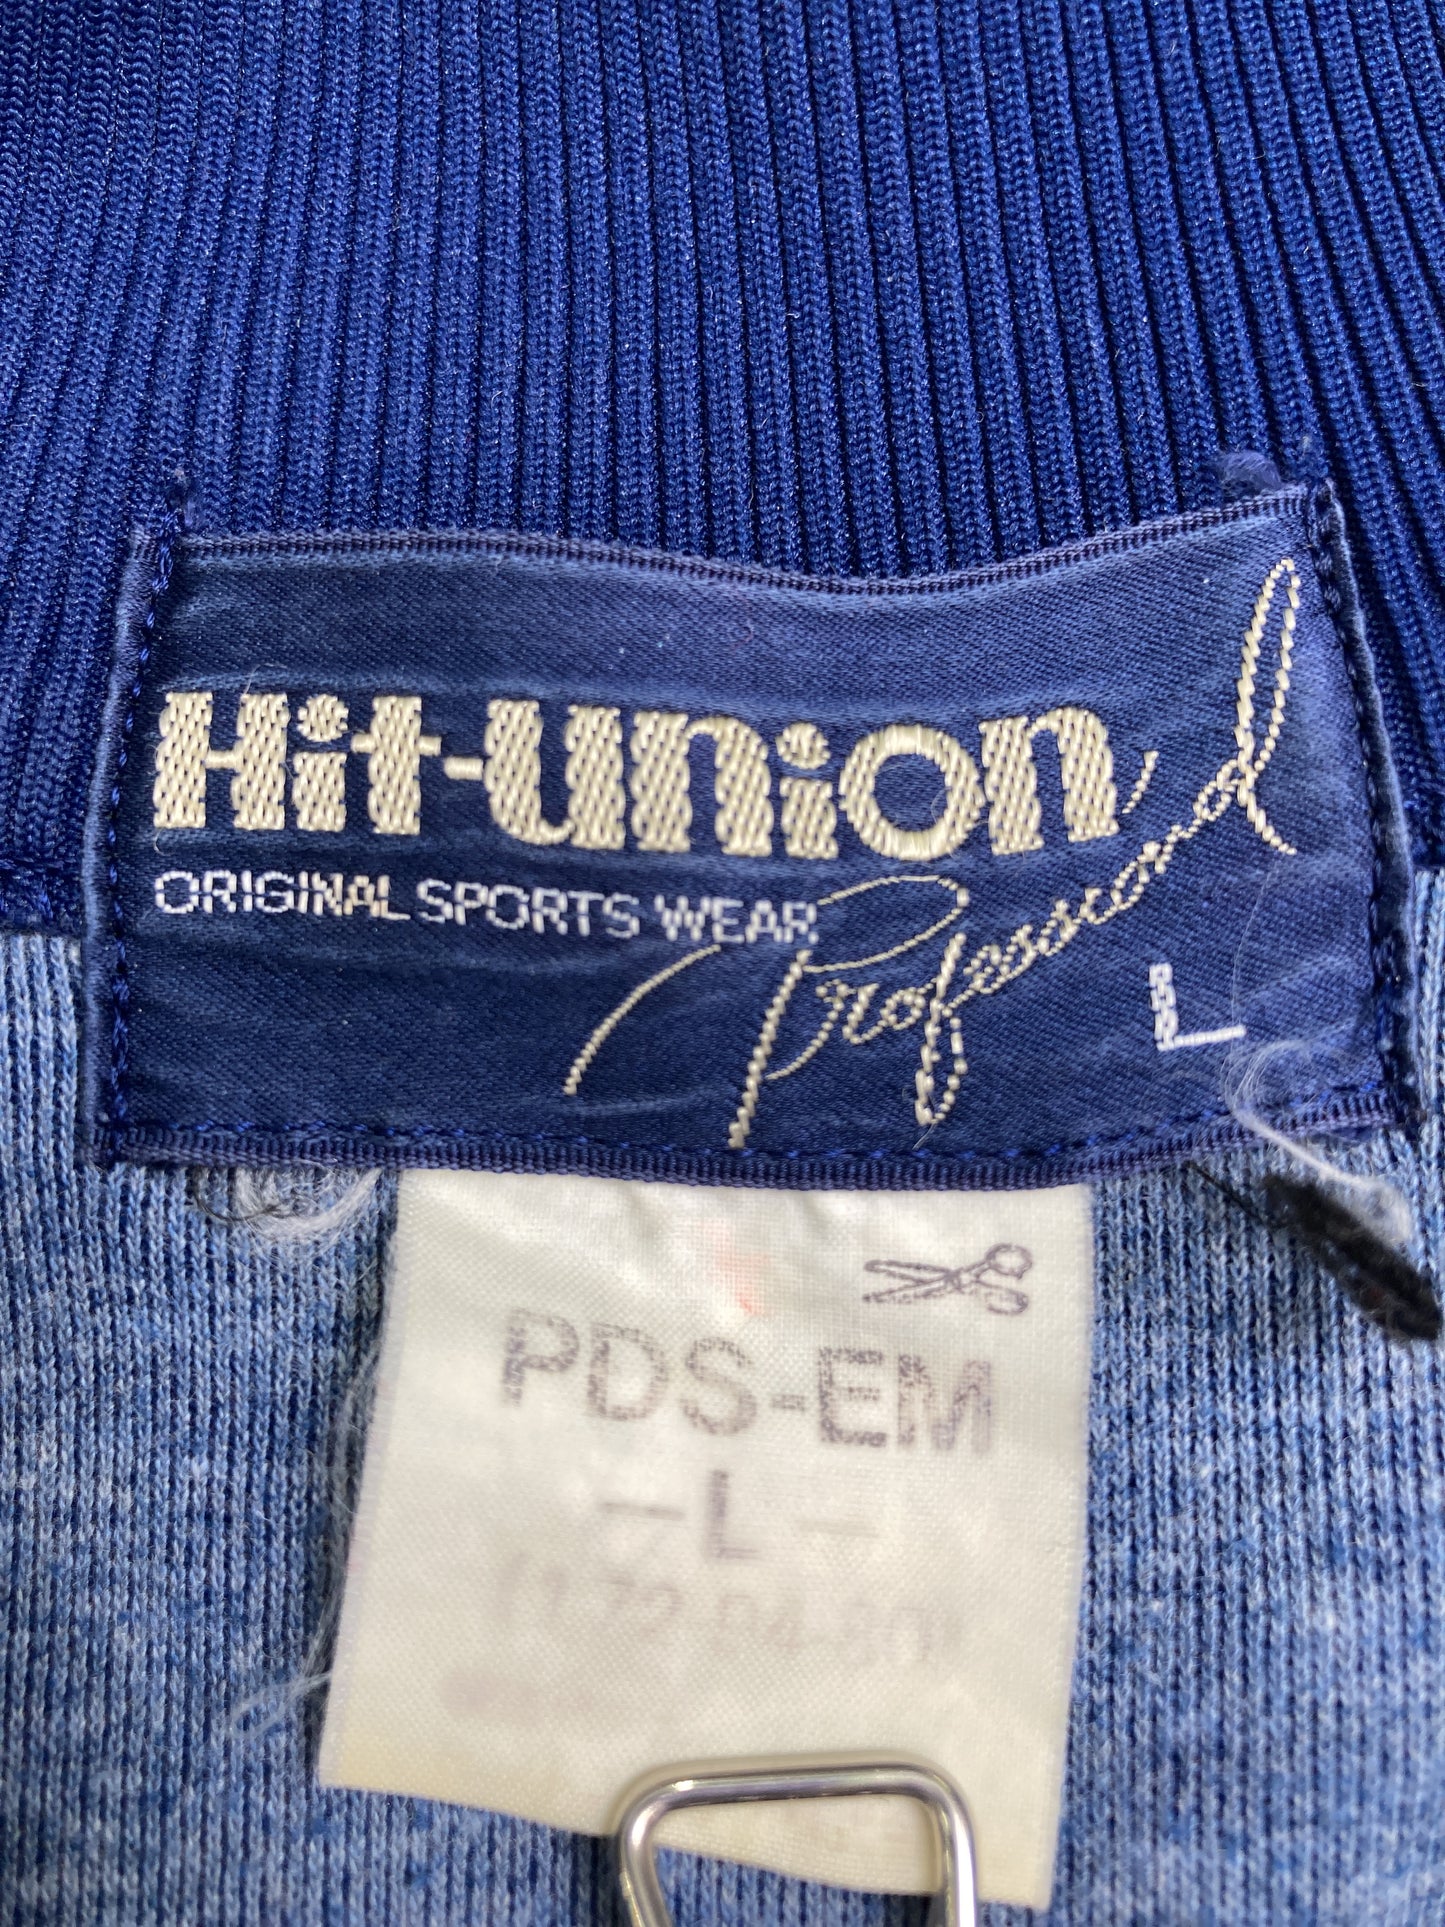 Hit-union
ORIGINAL SPORTS WEAR
Professional
L
PDS-EM
- L -